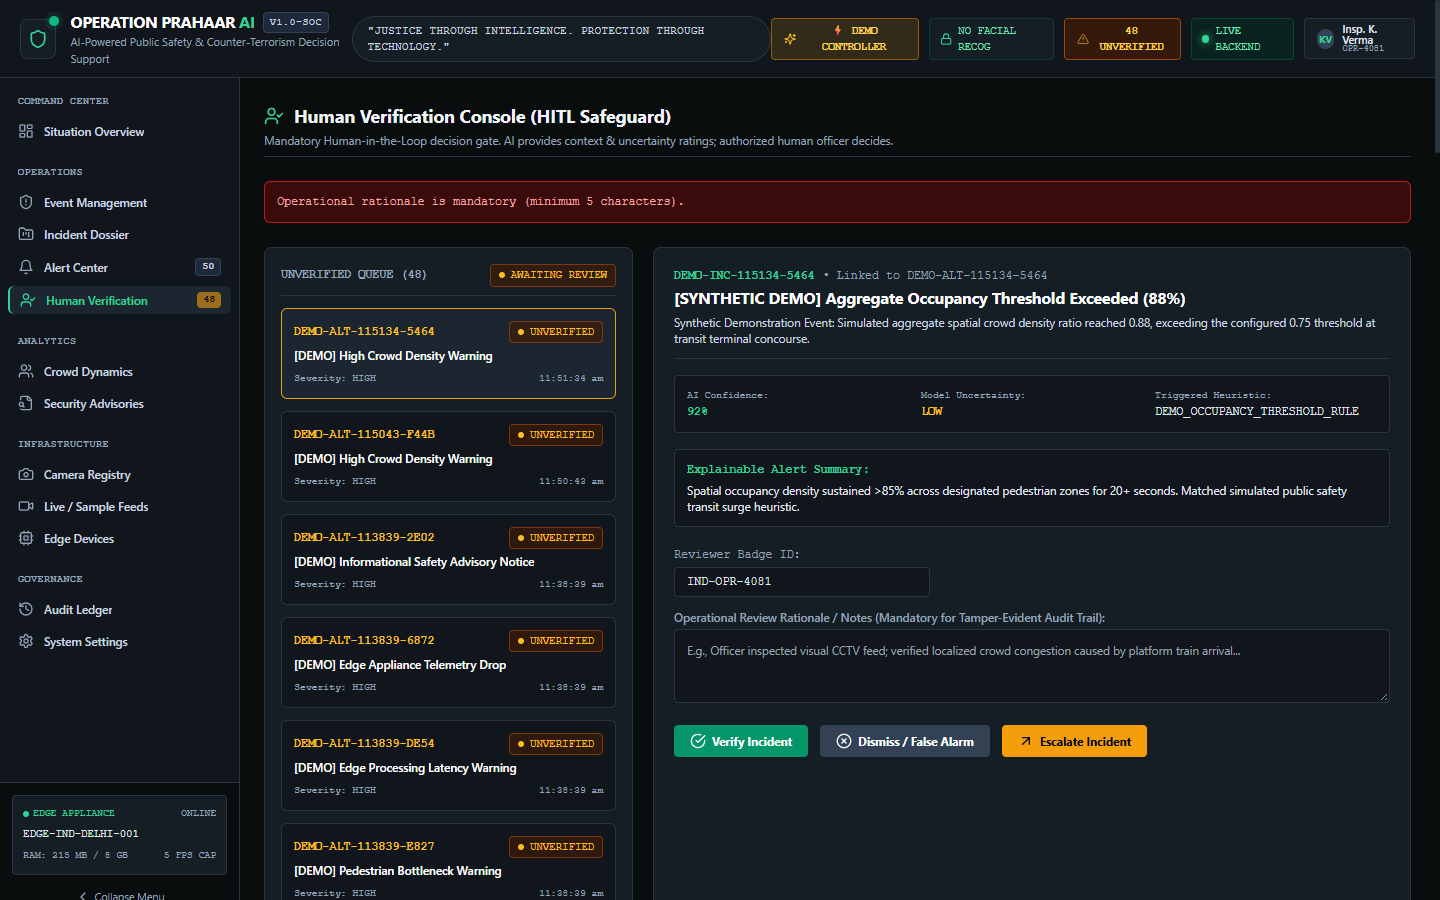 OPERATION PRAHAAR AI V1.0-SOC
AI-Powered Public Safety & Counter-Terrorism Decision
Support
"JUSTICE THROUGH INTELLIGENCE. PROTECTION THROUGH
TECHNOLOGY."
DEMO
CONTROLLER
NO FACIAL
RECOG
48
UNVERIFIED
LIVE
BACKEND
KV
Insp. K.
Verma
OPR-4081
COMMAND CENTER
Situation Overview
OPERATIONS
Event Management
Incident Dossier
Alert Center 50
Human Verification 48
ANALYTICS
Crowd Dynamics
Security Advisories
INFRASTRUCTURE
Camera Registry
Live / Sample Feeds
Edge Devices
GOVERNANCE
Audit Ledger
System Settings
EDGE APPLIANCE ONLINE
EDGE-IND-DELHI-001
RAM: 215 MB / 8 GB 5 FPS CAP
Collapse Menu
Human Verification Console (HITL Safeguard)
Mandatory Human-in-the-Loop decision gate. AI provides context & uncertainty ratings; authorized human officer decides.
Operational rationale is mandatory (minimum 5 characters).
UNVERIFIED QUEUE (48) AWAITING REVIEW
DEMO-ALT-115134-5464 UNVERIFIED
[DEMO] High Crowd Density Warning
Severity: HIGH 11:51:34 am
DEMO-ALT-115043-F44B UNVERIFIED
[DEMO] High Crowd Density Warning
Severity: HIGH 11:50:43 am
DEMO-ALT-113839-2E02 UNVERIFIED
[DEMO] Informational Safety Advisory Notice
Severity: HIGH 11:38:39 am
DEMO-ALT-113839-6872 UNVERIFIED
[DEMO] Edge Appliance Telemetry Drop
Severity: HIGH 11:38:39 am
DEMO-ALT-113839-DE54 UNVERIFIED
[DEMO] Edge Processing Latency Warning
Severity: HIGH 11:38:39 am
DEMO-ALT-113839-E827 UNVERIFIED
[DEMO] Pedestrian Bottleneck Warning
Severity: HIGH 11:38:39 am
DEMO-INC-115134-5464 • Linked to DEMO-ALT-115134-5464
[SYNTHETIC DEMO] Aggregate Occupancy Threshold Exceeded (88%)
Synthetic Demonstration Event: Simulated aggregate spatial crowd density ratio reached 0.88, exceeding the configured 0.75 threshold at
transit terminal concourse.
AI Confidence: Model Uncertainty: Triggered Heuristic:
92% LOW DEMO_OCCUPANCY_THRESHOLD_RULE
Explainable Alert Summary:
Spatial occupancy density sustained >85% across designated pedestrian zones for 20+ seconds. Matched simulated public safety
transit surge heuristic.
Reviewer Badge ID:
IND-OPR-4081
Operational Review Rationale / Notes (Mandatory for Tamper-Evident Audit Trail):
E.g., Officer inspected visual CCTV feed; verified localized crowd congestion caused by platform train arrival...
Verify Incident Dismiss / False Alarm Escalate Incident